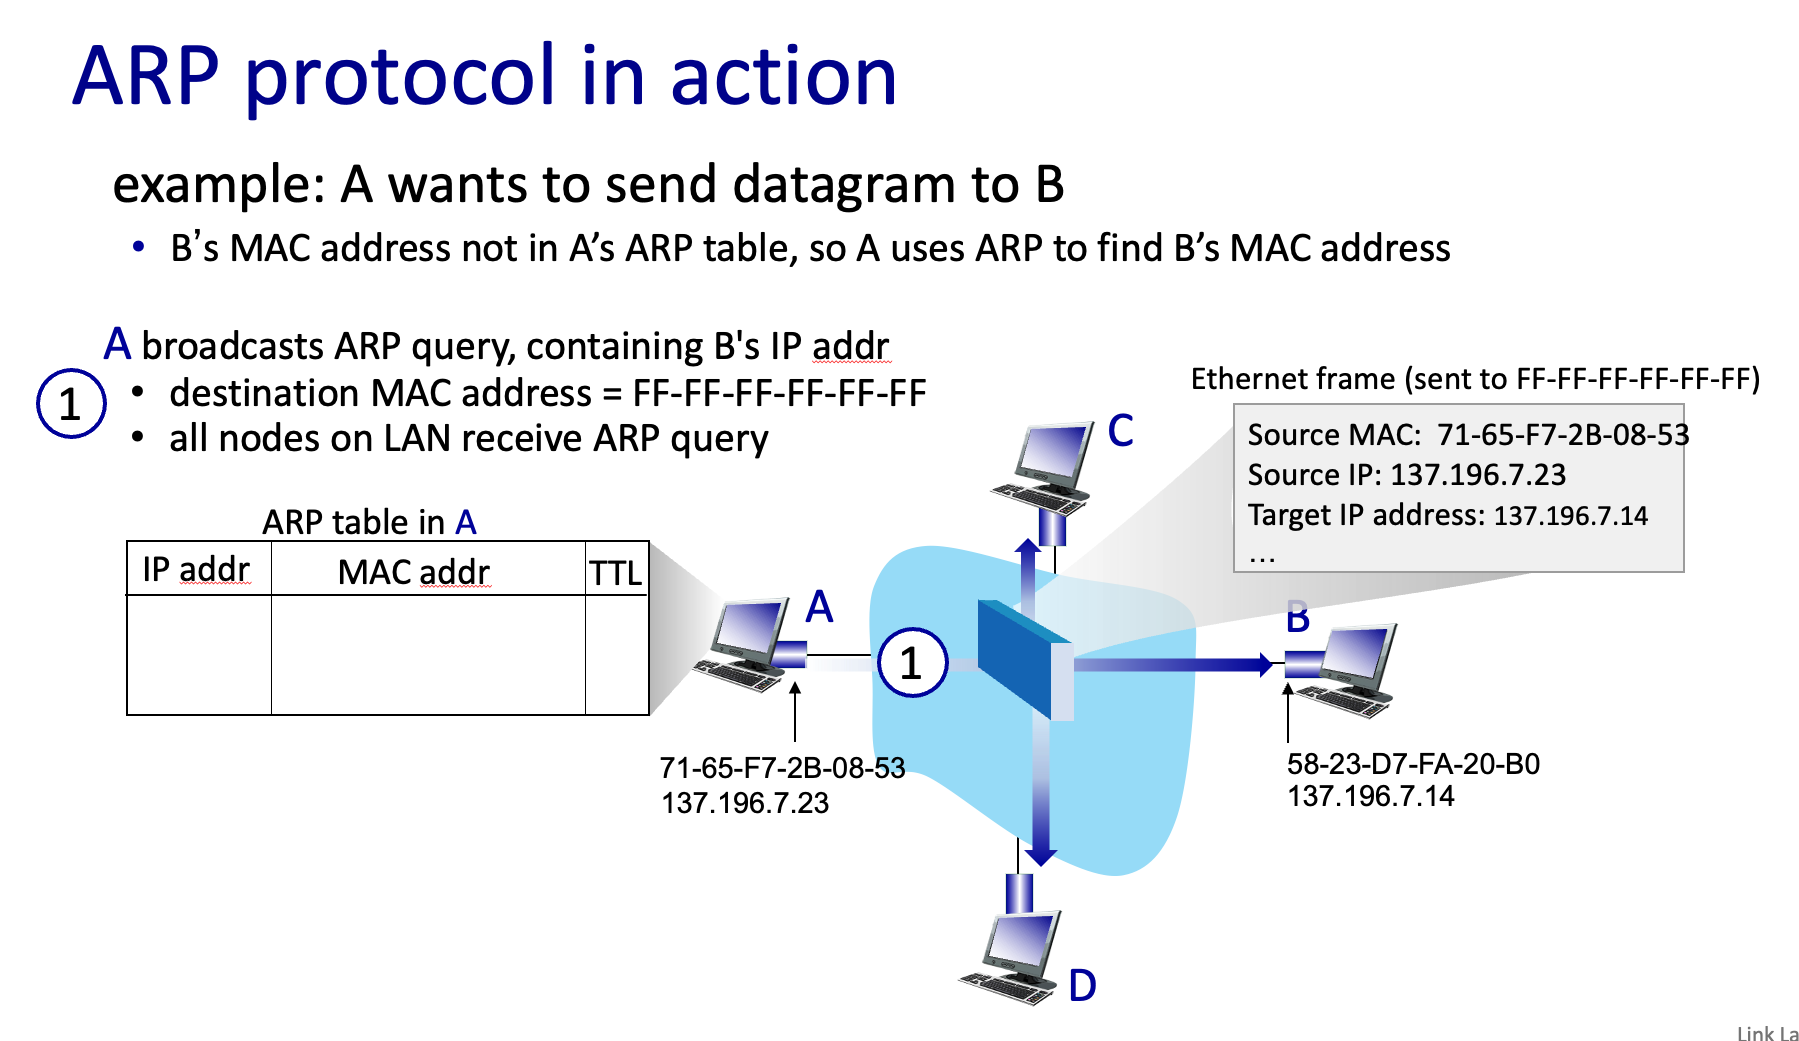 ARP protocol in action
example: A wants to send datagram to B
• B’s MAC address not in A’s ARP table, so A uses ARP to find B’s MAC address
A broadcasts ARP query, containing B's IP addr
1
• destination MAC address = FF-FF-FF-FF-FF-FF
• all nodes on LAN receive ARP query
Ethernet frame (sent to FF-FF-FF-FF-FF-FF)
Source MAC: 71-65-F7-2B-08-53
Source IP: 137.196.7.23
Target IP address: 137.196.7.14
...
C
ARP table in A
IP addr MAC addr TTL
A
B
1
71-65-F7-2B-08-53
137.196.7.23
58-23-D7-FA-20-B0
137.196.7.14
D
Link La